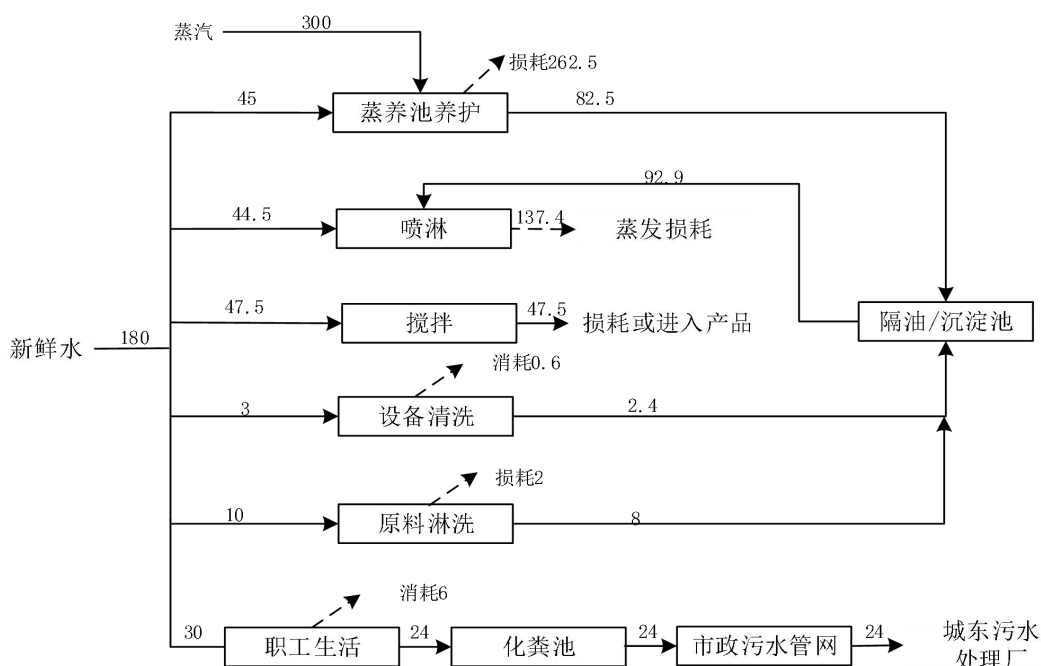 蒸汽
300
损耗262.5
45
蒸养池养护
82.5
92.9
44.5
喷淋
137.4
蒸发损耗
47.5
搅拌
47.5
损耗或进入产品
隔油/沉淀池
新鲜水
180
消耗0.6
3
设备清洗
2.4
损耗2
10
原料淋洗
8
消耗6
30
职工生活
24
化粪池
24
市政污水管网
24
城东污水
处理厂